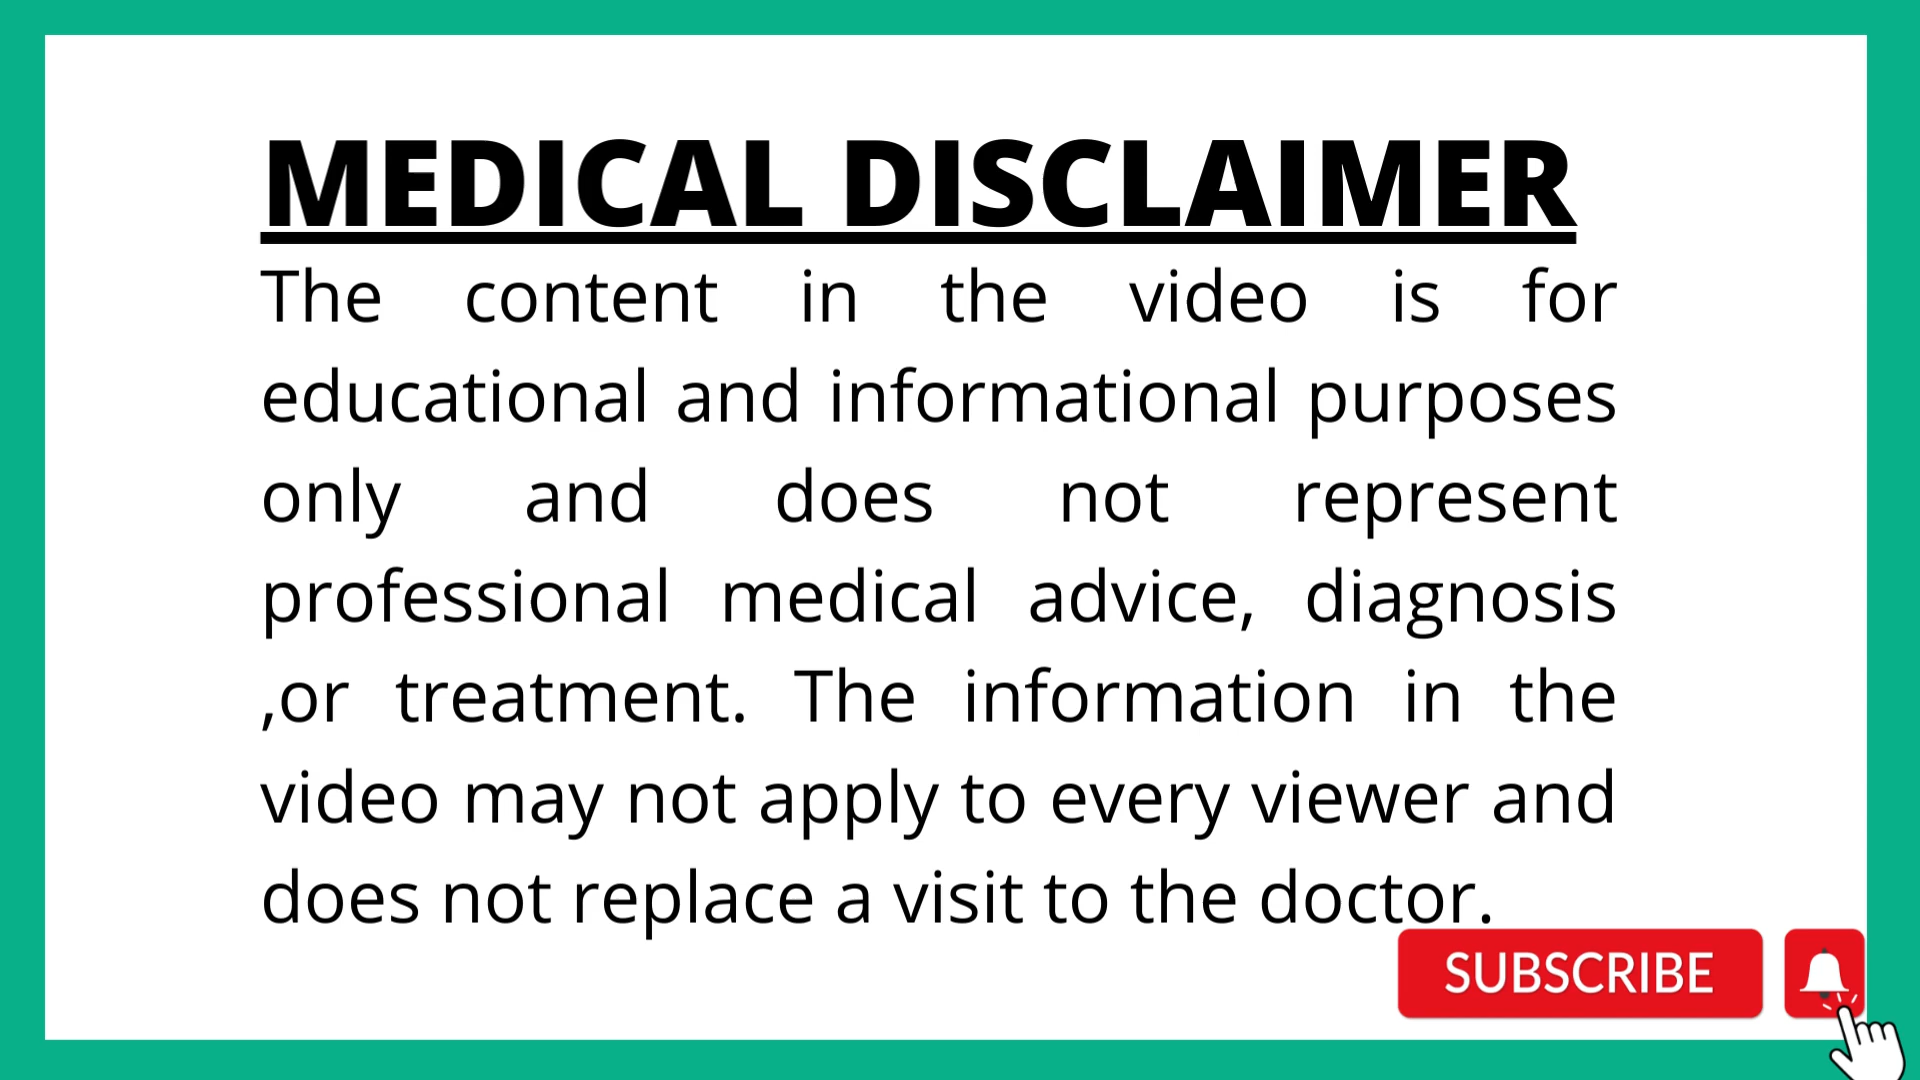 MEDICAL DISCLAIMER
The content in the video is for
educational and informational purposes
only and does not represent
professional medical advice, diagnosis
,or treatment. The information in the
video may not apply to every viewer and
does not replace a visit to the doctor.
SUBSCRIBE